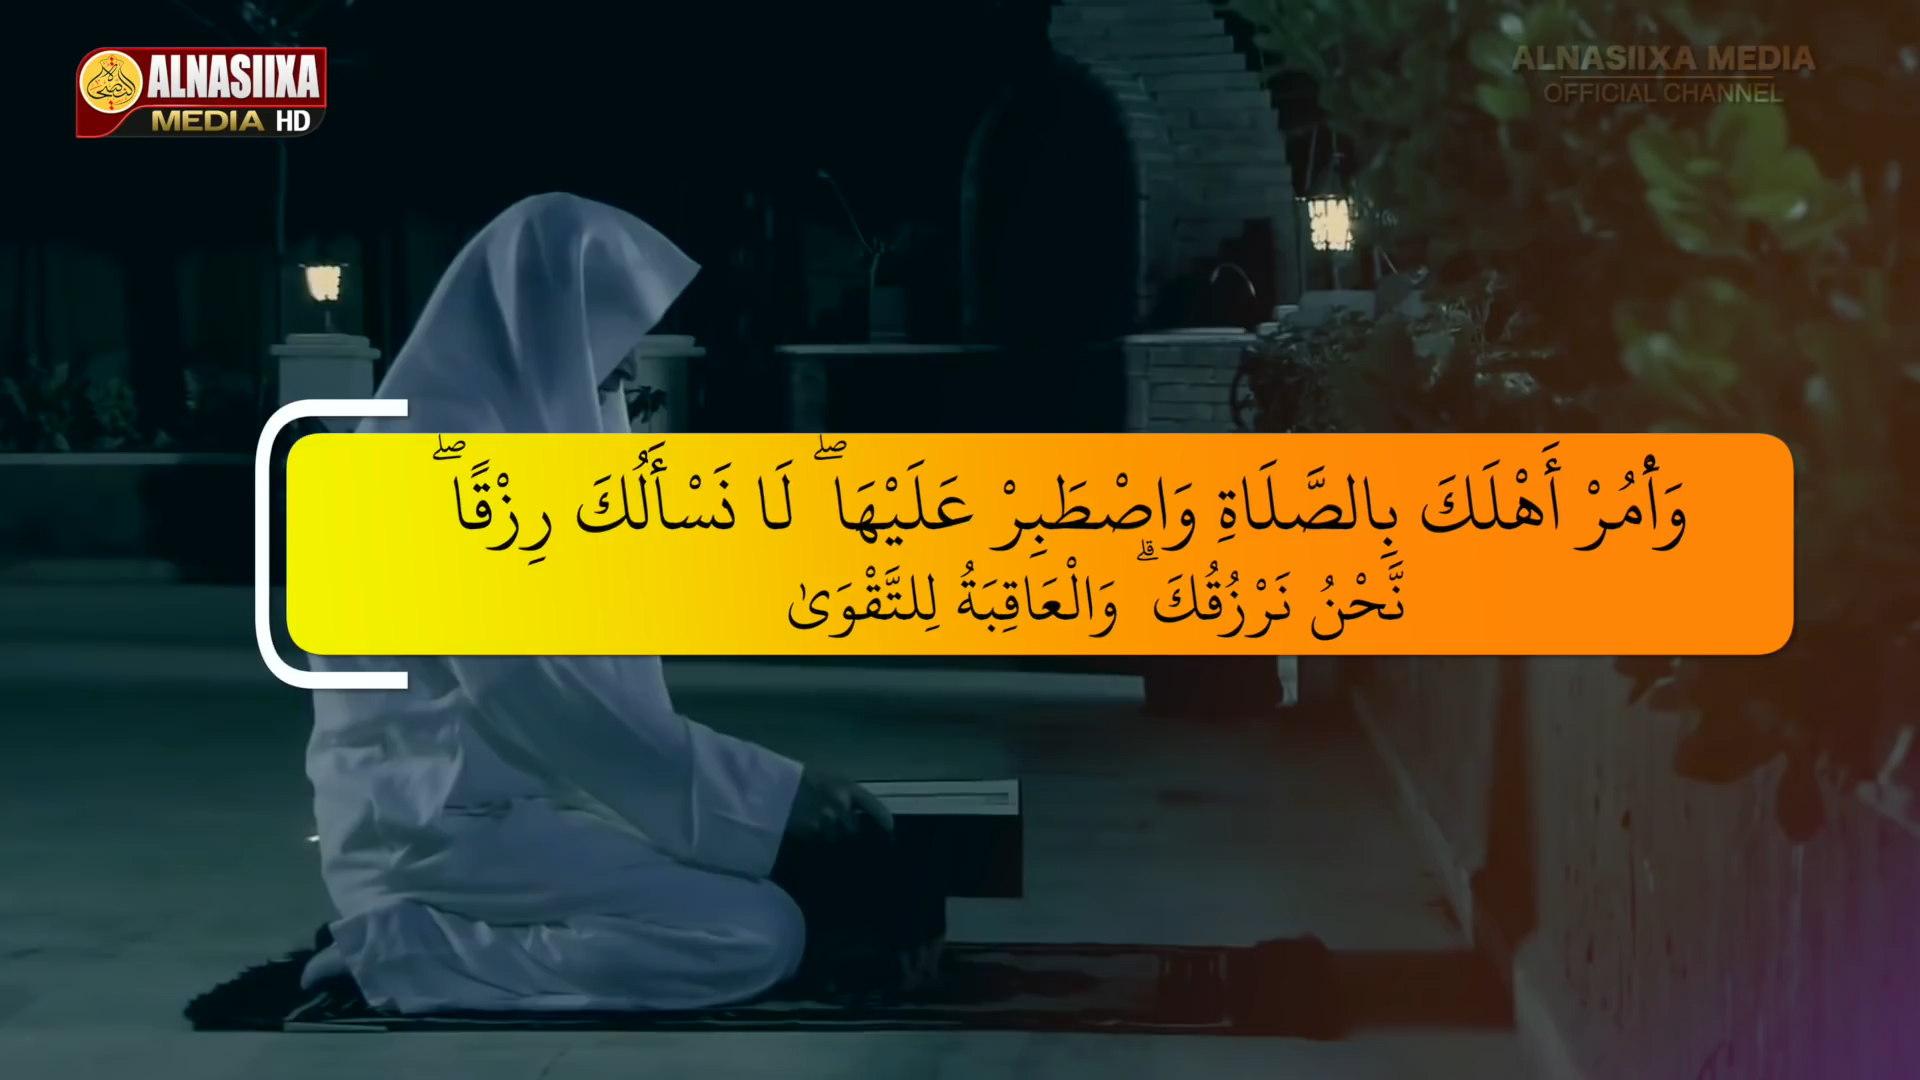 ALNASIIXA
MEDIA HD
ALNASIIXA MEDIA
OFFICIAL CHANNEL
وَأْمُرْ أَهْلَكَ بِالصَّلَاةِ وَاصْطَبِرْ عَلَيْهَا ۖ لَا نَسْأَلُكَ رِزْقًا ۖ
نَّحْنُ نَرْزُقُكَ ۗ وَالْعَاقِبَةُ لِلتَّقْوَىٰ